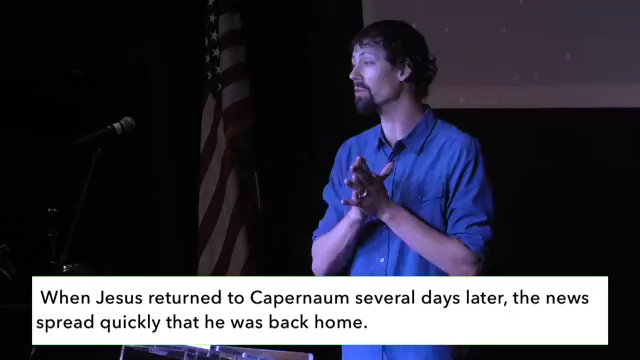 When Jesus returned to Capernaum several days later, the news
spread quickly that he was back home.